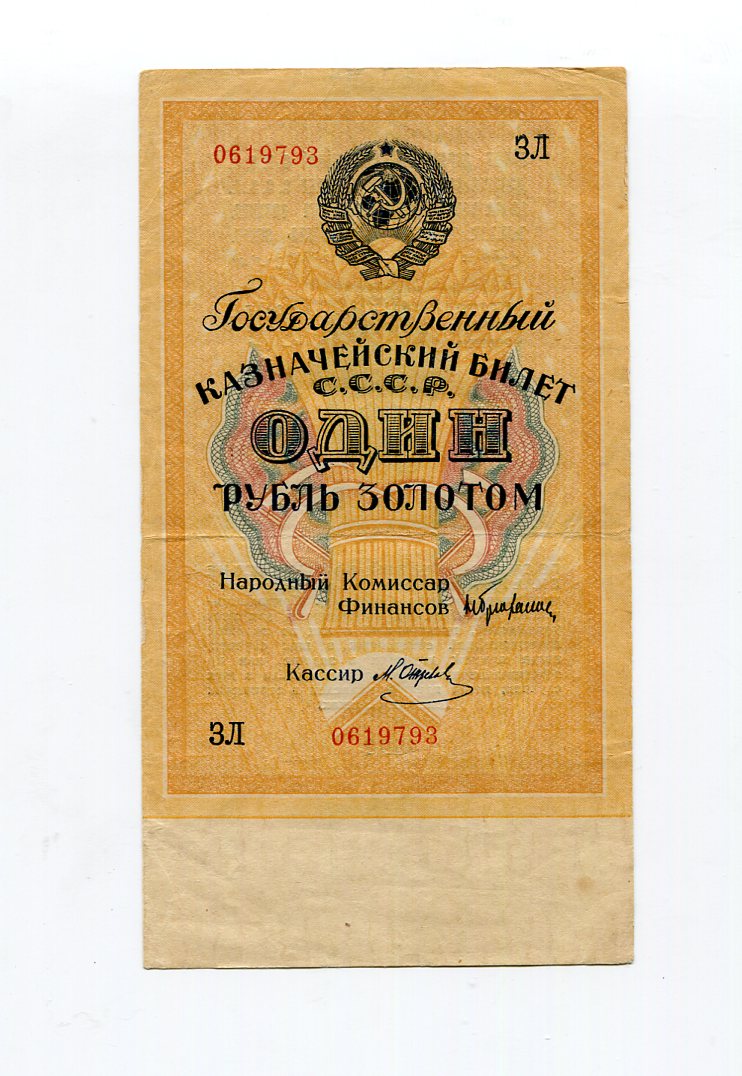 0619793 ЗЛ
Государственный
КАЗНАЧЕЙСКИЙ БИЛЕТ
С.С.С.Р.
ОДИН
РУБЛЬ ЗОЛОТОМ
Народный Комиссар
Финансов
Кассир
ЗЛ 0619793